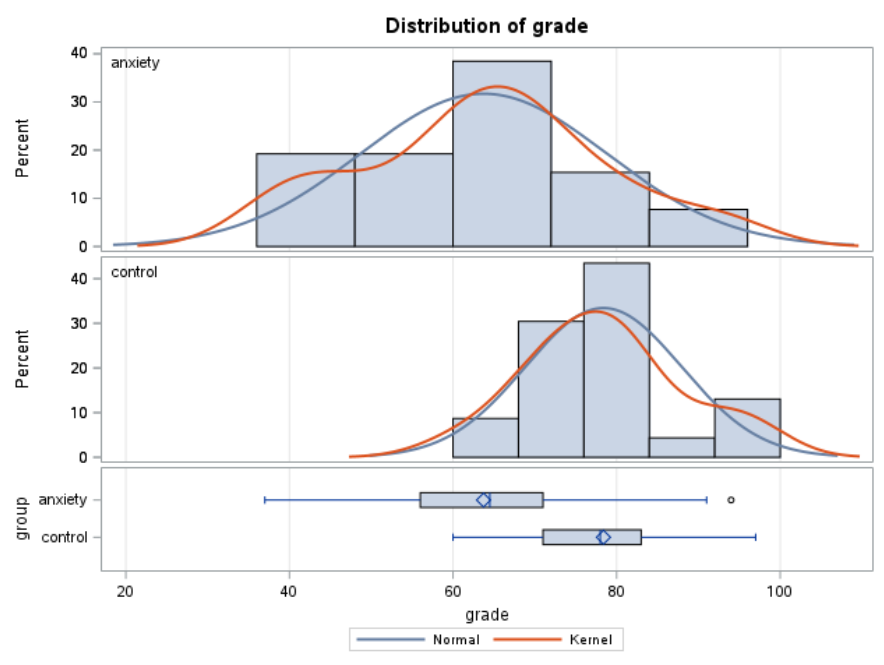 Distribution of grade
anxiety
Percent
40
30
20
10
0
control
Percent
40
30
20
10
0
group
anxiety
control
20 40 60 80 100
grade
Normal Kernel